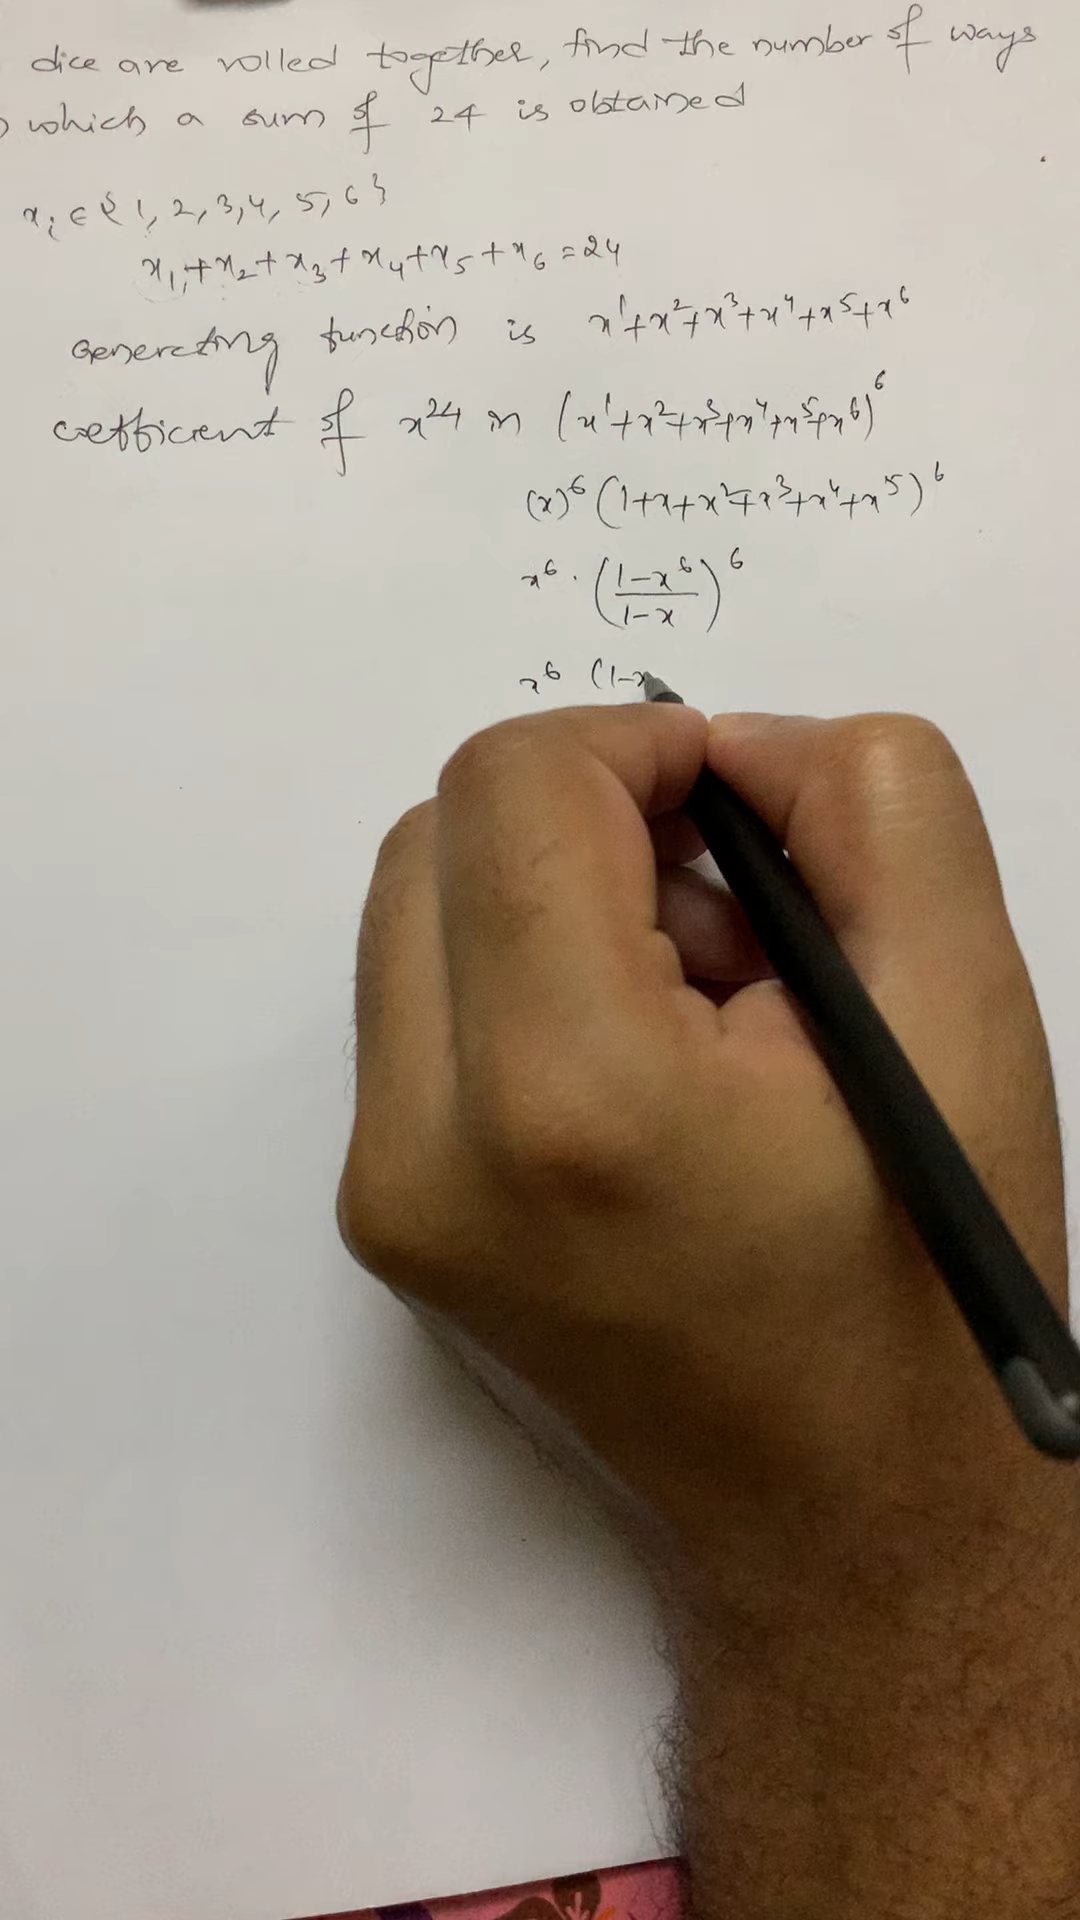 dice are rolled together, find the number of ways
which a sum of 24 is obtained
xᵢ ∈ {1, 2, 3, 4, 5, 6}
x₁ + x₂ + x₃ + x₄ + x₅ + x₆ = 24
Generating function is x¹+x²+x³+x⁴+x⁵+x⁶
coefficient of x²⁴ in (x¹+x²+x³+x⁴+x⁵+x⁶)⁶
(x)⁶ (1+x+x²+x³+x⁴+x⁵)⁶
x⁶ · ((1-x⁶)/(1-x))⁶
x⁶ (1-x